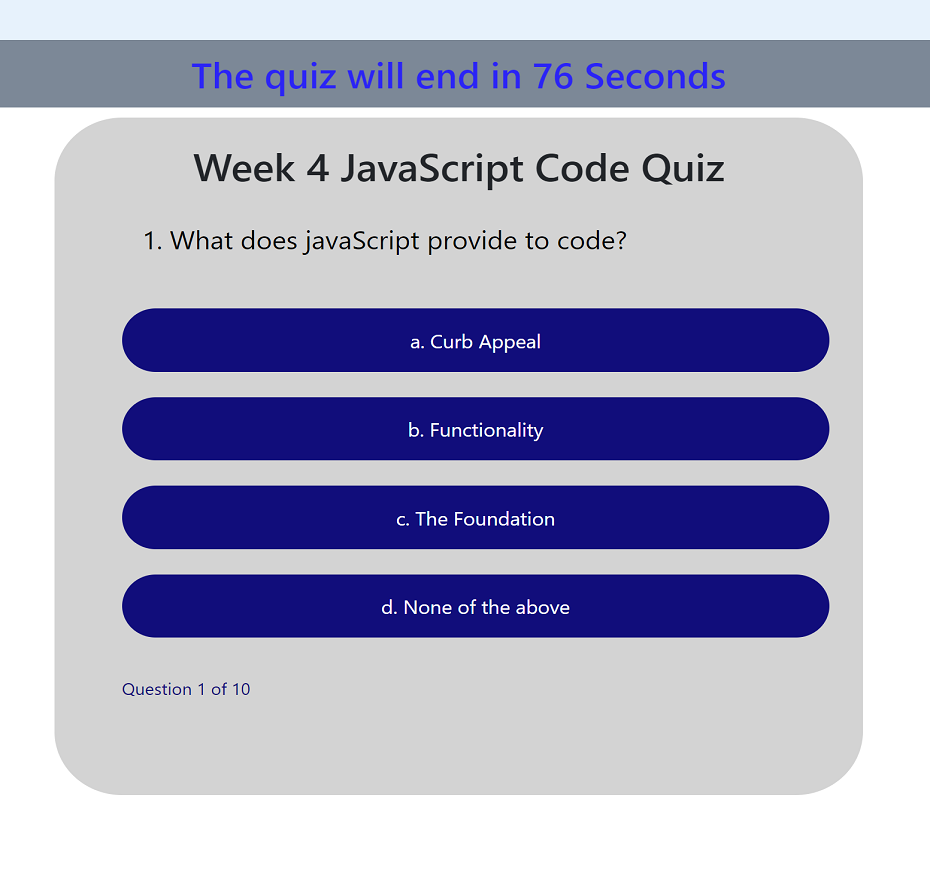 The quiz will end in 76 Seconds
Week 4 JavaScript Code Quiz
1. What does javaScript provide to code?
a. Curb Appeal
b. Functionality
c. The Foundation
d. None of the above
Question 1 of 10